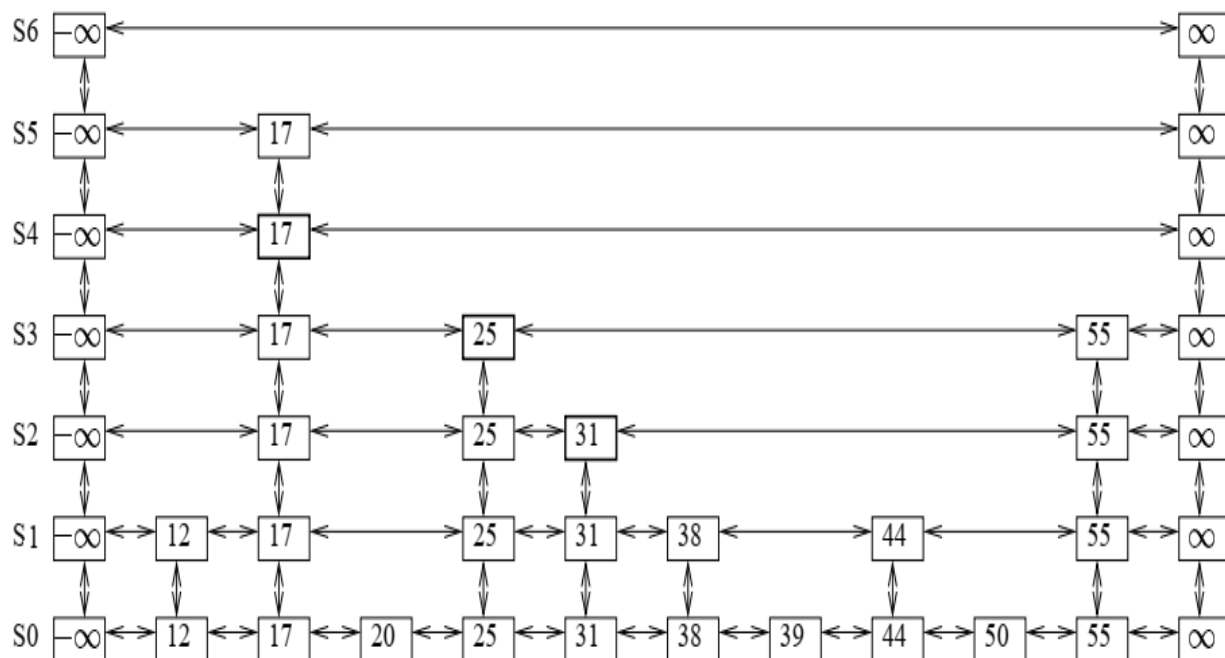 S6 −∞ ∞
S5 −∞ 17 ∞
S4 −∞ 17 ∞
S3 −∞ 17 25 55 ∞
S2 −∞ 17 25 31 55 ∞
S1 −∞ 12 17 25 31 38 44 55 ∞
S0 −∞ 12 17 20 25 31 38 39 44 50 55 ∞